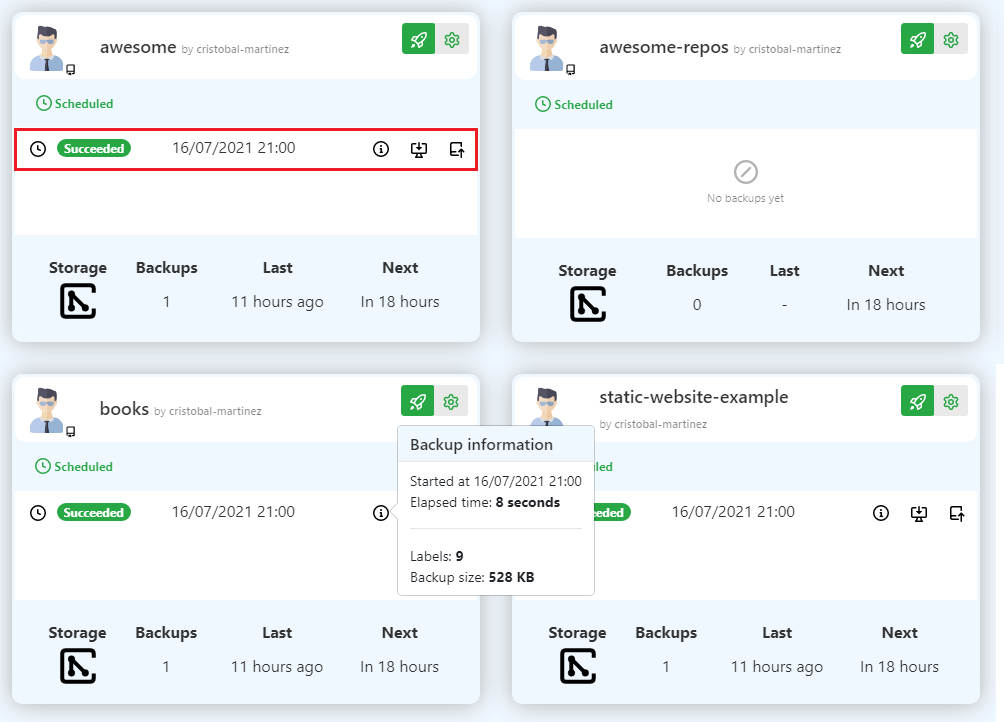 awesome by cristobal-martinez
Scheduled
Succeeded 16/07/2021 21:00
Storage Backups Last Next
1 11 hours ago In 18 hours
awesome-repos by cristobal-martinez
Scheduled
No backups yet
Storage Backups Last Next
0 - In 18 hours
books by cristobal-martinez
Scheduled
Succeeded 16/07/2021 21:00
Backup information
Started at 16/07/2021 21:00
Elapsed time: 8 seconds
Labels: 9
Backup size: 528 KB
Storage Backups Last Next
1 11 hours ago In 18 hours
static-website-example
by cristobal-martinez
16/07/2021 21:00
Storage Backups Last Next
1 11 hours ago In 18 hours